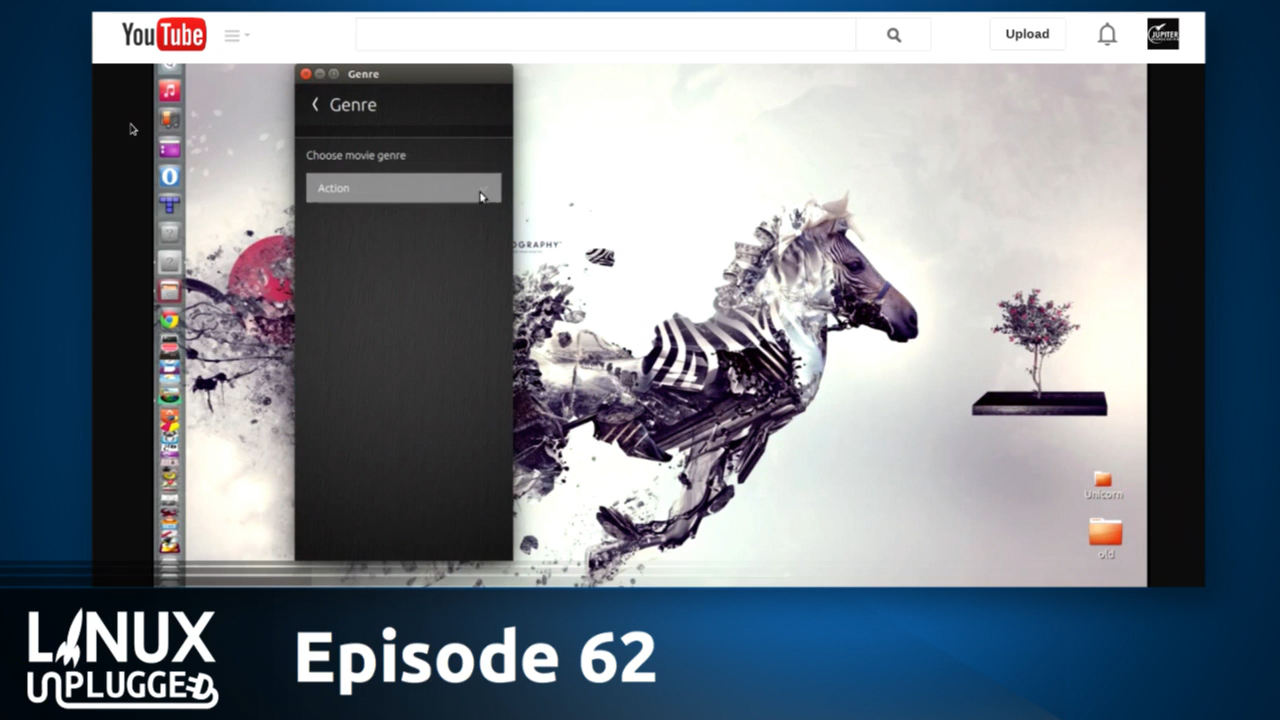 YouTube
Upload
JUPITER
Genre
Genre
Choose movie genre
Action
OGRAPHY
Unicorn
old
LINUX
UNPLUGGED
Episode 62